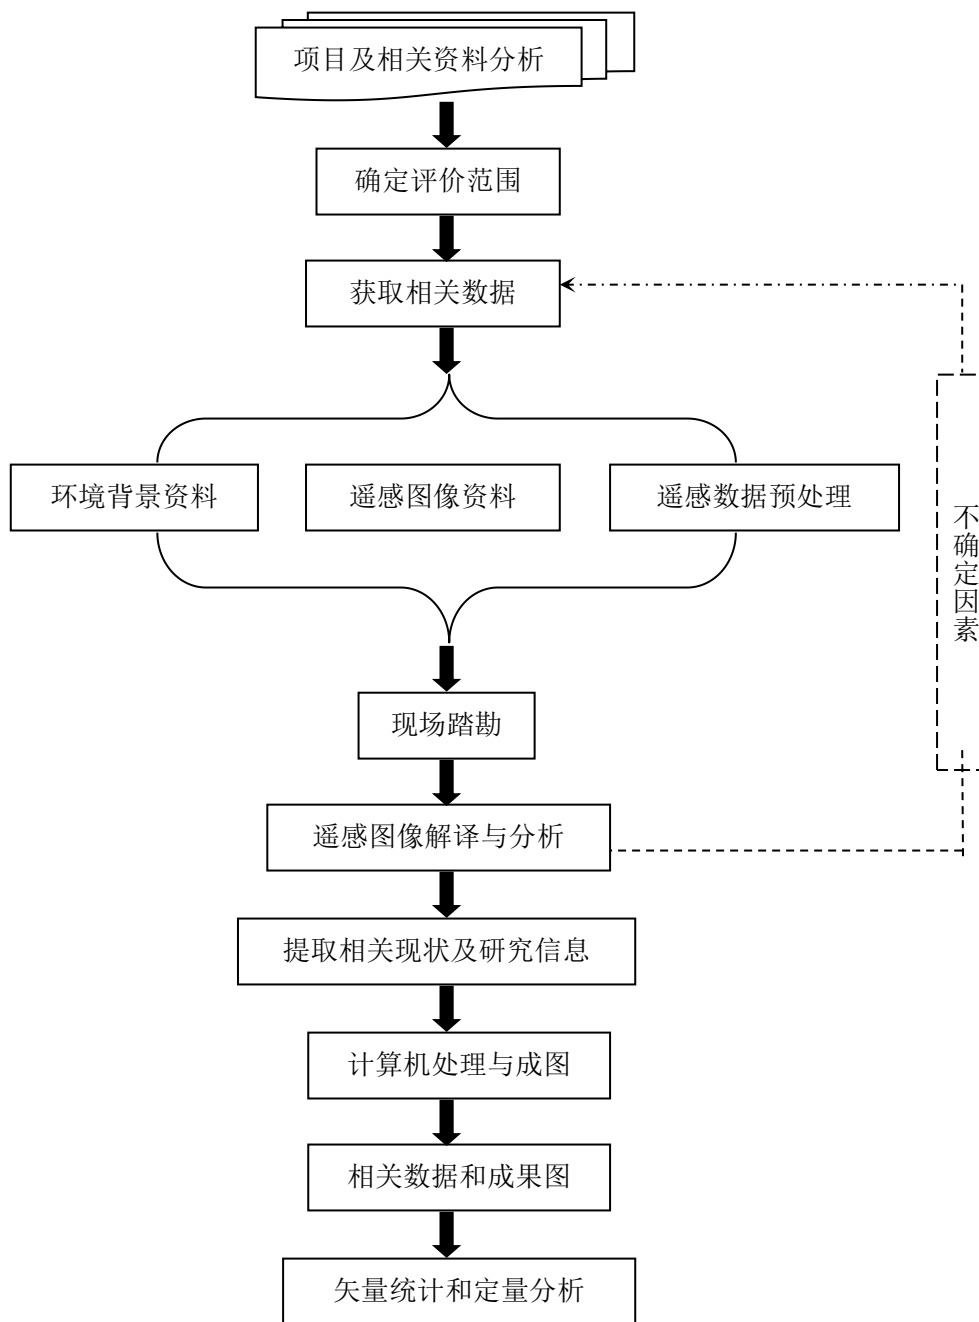 项目及相关资料分析
确定评价范围
获取相关数据
环境背景资料
遥感图像资料
遥感数据预处理
不确定因素
现场踏勘
遥感图像解译与分析
提取相关现状及研究信息
计算机处理与成图
相关数据和成果图
矢量统计和定量分析